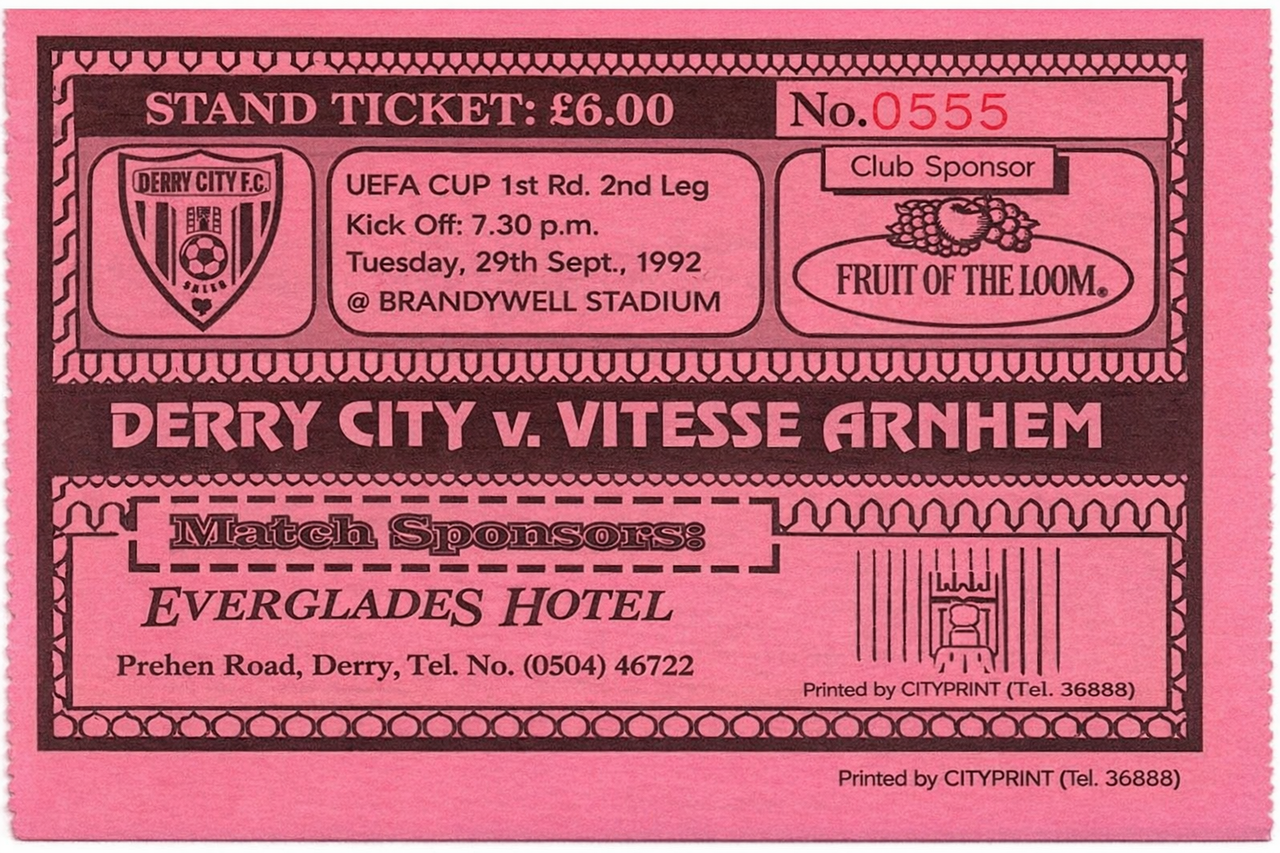 STAND TICKET: £6.00
No.0555
DERRY CITY F.C.
UEFA CUP 1st Rd. 2nd Leg
Kick Off: 7.30 p.m.
Tuesday, 29th Sept., 1992
@ BRANDYWELL STADIUM
Club Sponsor
FRUIT OF THE LOOM®
DERRY CITY v. VITESSE ARNHEM
Match Sponsors:
EVERGLADES HOTEL
Prehen Road, Derry, Tel. No. (0504) 46722
Printed by CITYPRINT (Tel. 36888)
Printed by CITYPRINT (Tel. 36888)